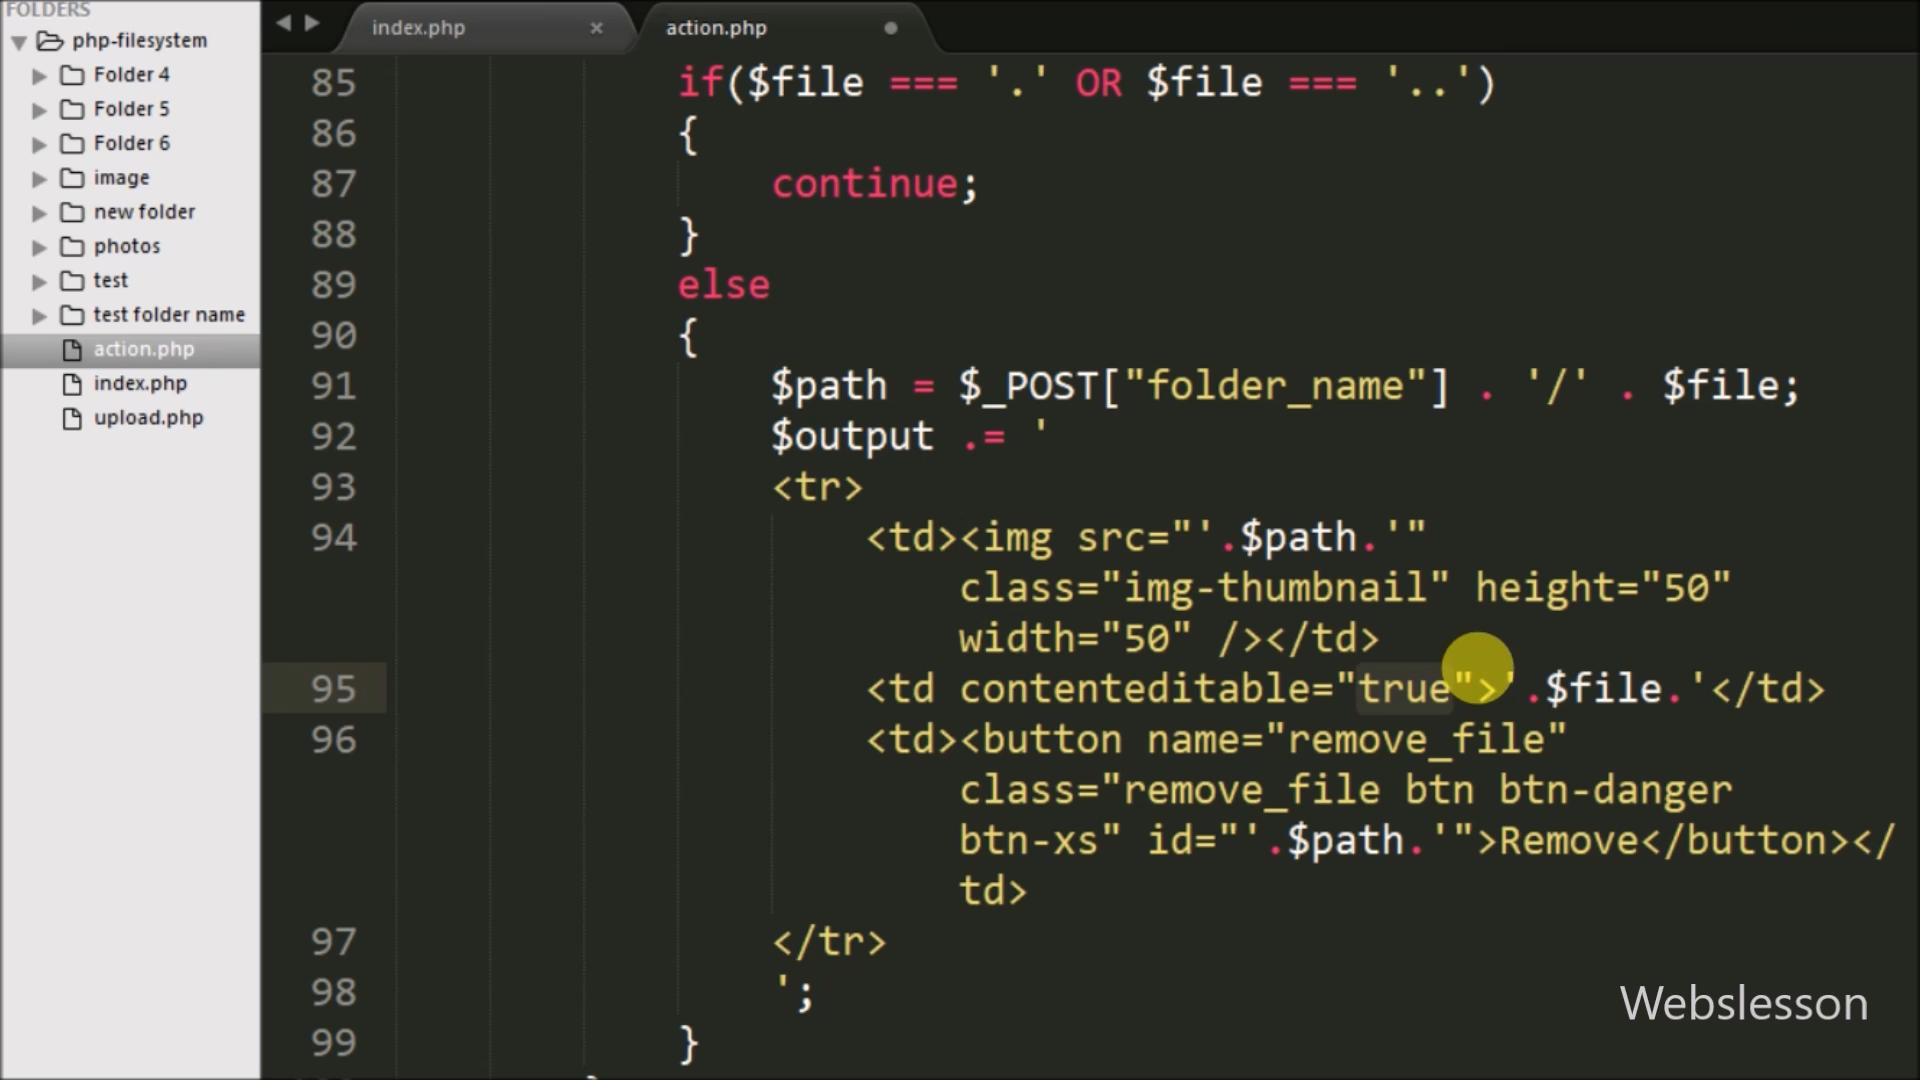 FOLDERS
php-filesystem
Folder 4
Folder 5
Folder 6
image
new folder
photos
test
test folder name
action.php
index.php
upload.php
index.php ×
action.php
85 if($file === '.' OR $file === '..')
86 {
87 continue;
88 }
89 else
90 {
91 $path = $_POST["folder_name"] . '/' . $file;
92 $output .= '
93 <tr>
94 <td><img src="'.$path.'"
class="img-thumbnail" height="50"
width="50" /></td>
95 <td contenteditable="true">'.$file.'</td>
96 <td><button name="remove_file"
class="remove_file btn btn-danger
btn-xs" id="'.$path.'">Remove</button></
td>
97 </tr>
98 ';
99 }
Webslesson